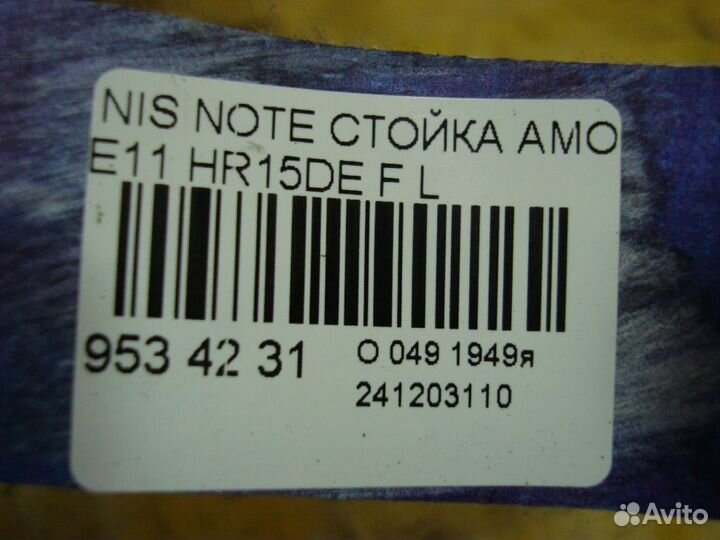 NIS NOTE СТОЙКА АМО
E11 HR15DE F L
953 42 31
O 049 1949я
241203110
Avito